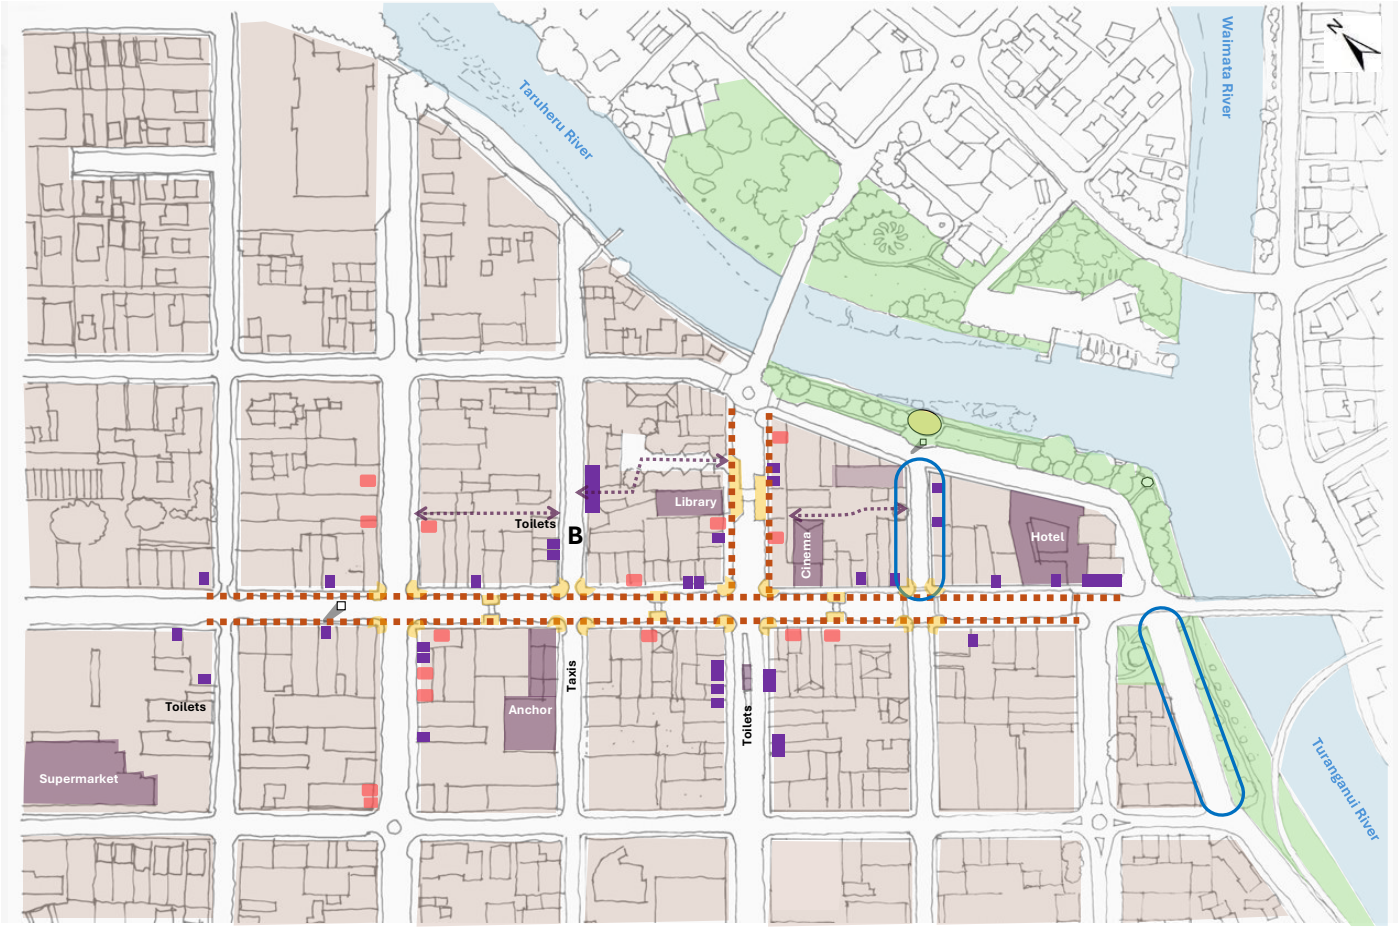 N
Waimata River
Taruheru River
Library
Toilets
B
Cinema
Hotel
Taxis
Anchor
Toilets
Toilets
Supermarket
Turanganui River